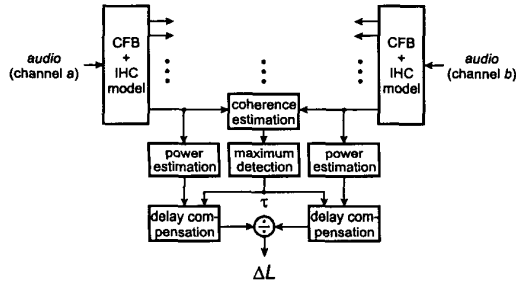 audio
(channel a)
CFB
+
IHC
model
CFB
+
IHC
model
audio
(channel b)
coherence
estimation
power
estimation
maximum
detection
power
estimation
τ
delay com-
pensation
÷
delay com-
pensation
ΔL